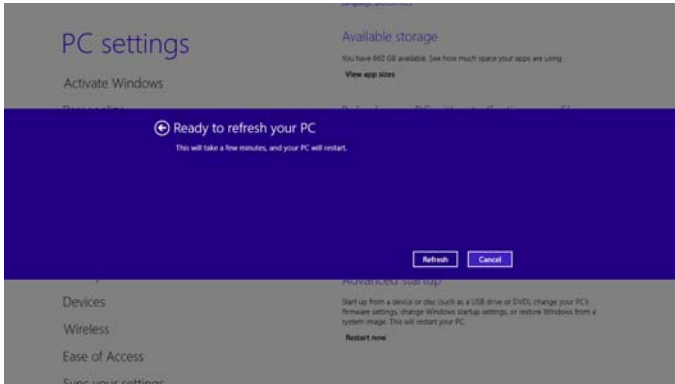 PC settings
Activate Windows
Available storage
You have 660 GB available. See how much space your apps are using.
View app sizes
Ready to refresh your PC
This will take a few minutes, and your PC will restart.
Refresh
Cancel
Devices
Wireless
Ease of Access
Sync your settings
Advanced startup
Start up from a device or disc (such as a USB drive or DVD), change your PC's
firmware settings, change Windows startup settings, or restore Windows from a
system image. This will restart your PC.
Restart now